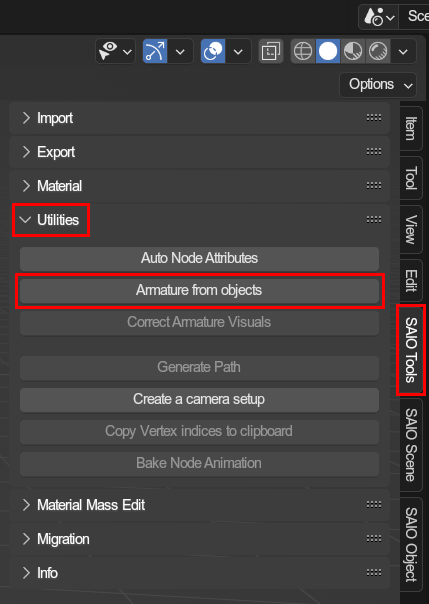 Sce
Options
Import
Export
Material
Utilities
Auto Node Attributes
Armature from objects
Correct Armature Visuals
Generate Path
Create a camera setup
Copy Vertex indices to clipboard
Bake Node Animation
Material Mass Edit
Migration
Info
Item
Tool
View
Edit
SAIO Tools
SAIO Scene
SAIO Object